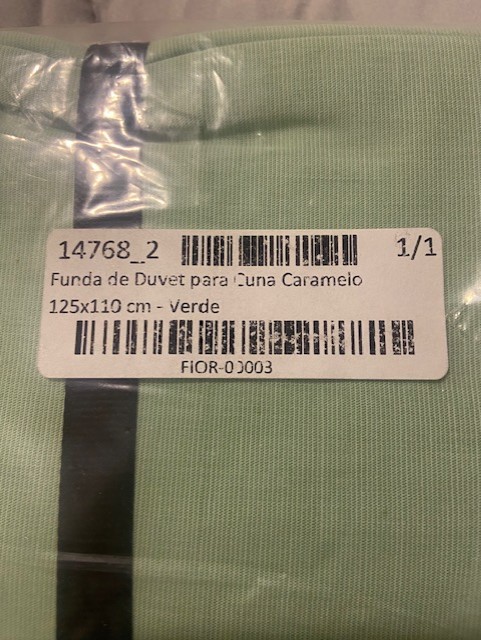 14768_2 1/1
Funda de Duvet para Cuna Caramelo
125x110 cm - Verde
FIOR-00003